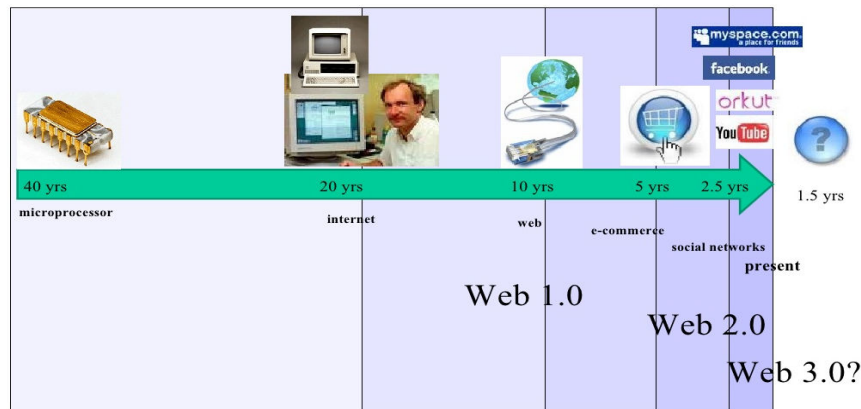 myspace.com
a place for friends
facebook
orkut
YouTube
?
40 yrs
20 yrs
10 yrs
5 yrs
2.5 yrs
1.5 yrs
microprocessor
internet
web
e-commerce
social networks
present
Web 1.0
Web 2.0
Web 3.0?